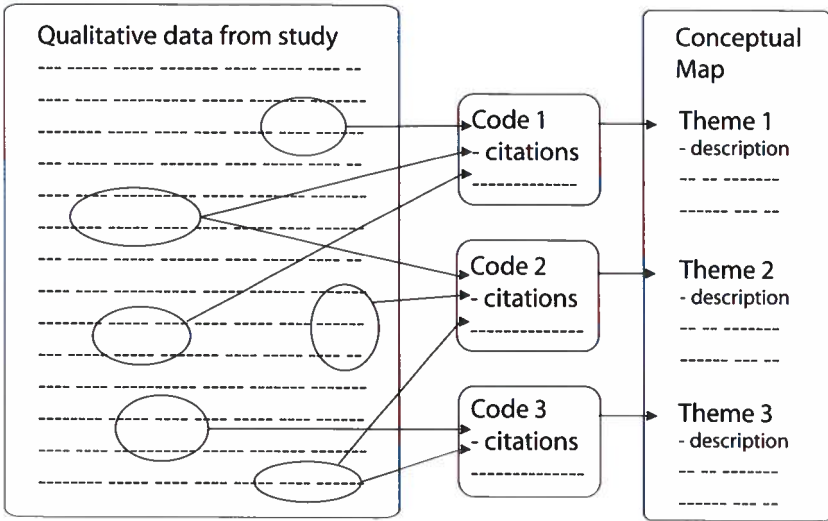 Qualitative data from study
Code 1
- citations
Code 2
- citations
Code 3
- citations
Conceptual
Map
Theme 1
- description
Theme 2
- description
Theme 3
- description